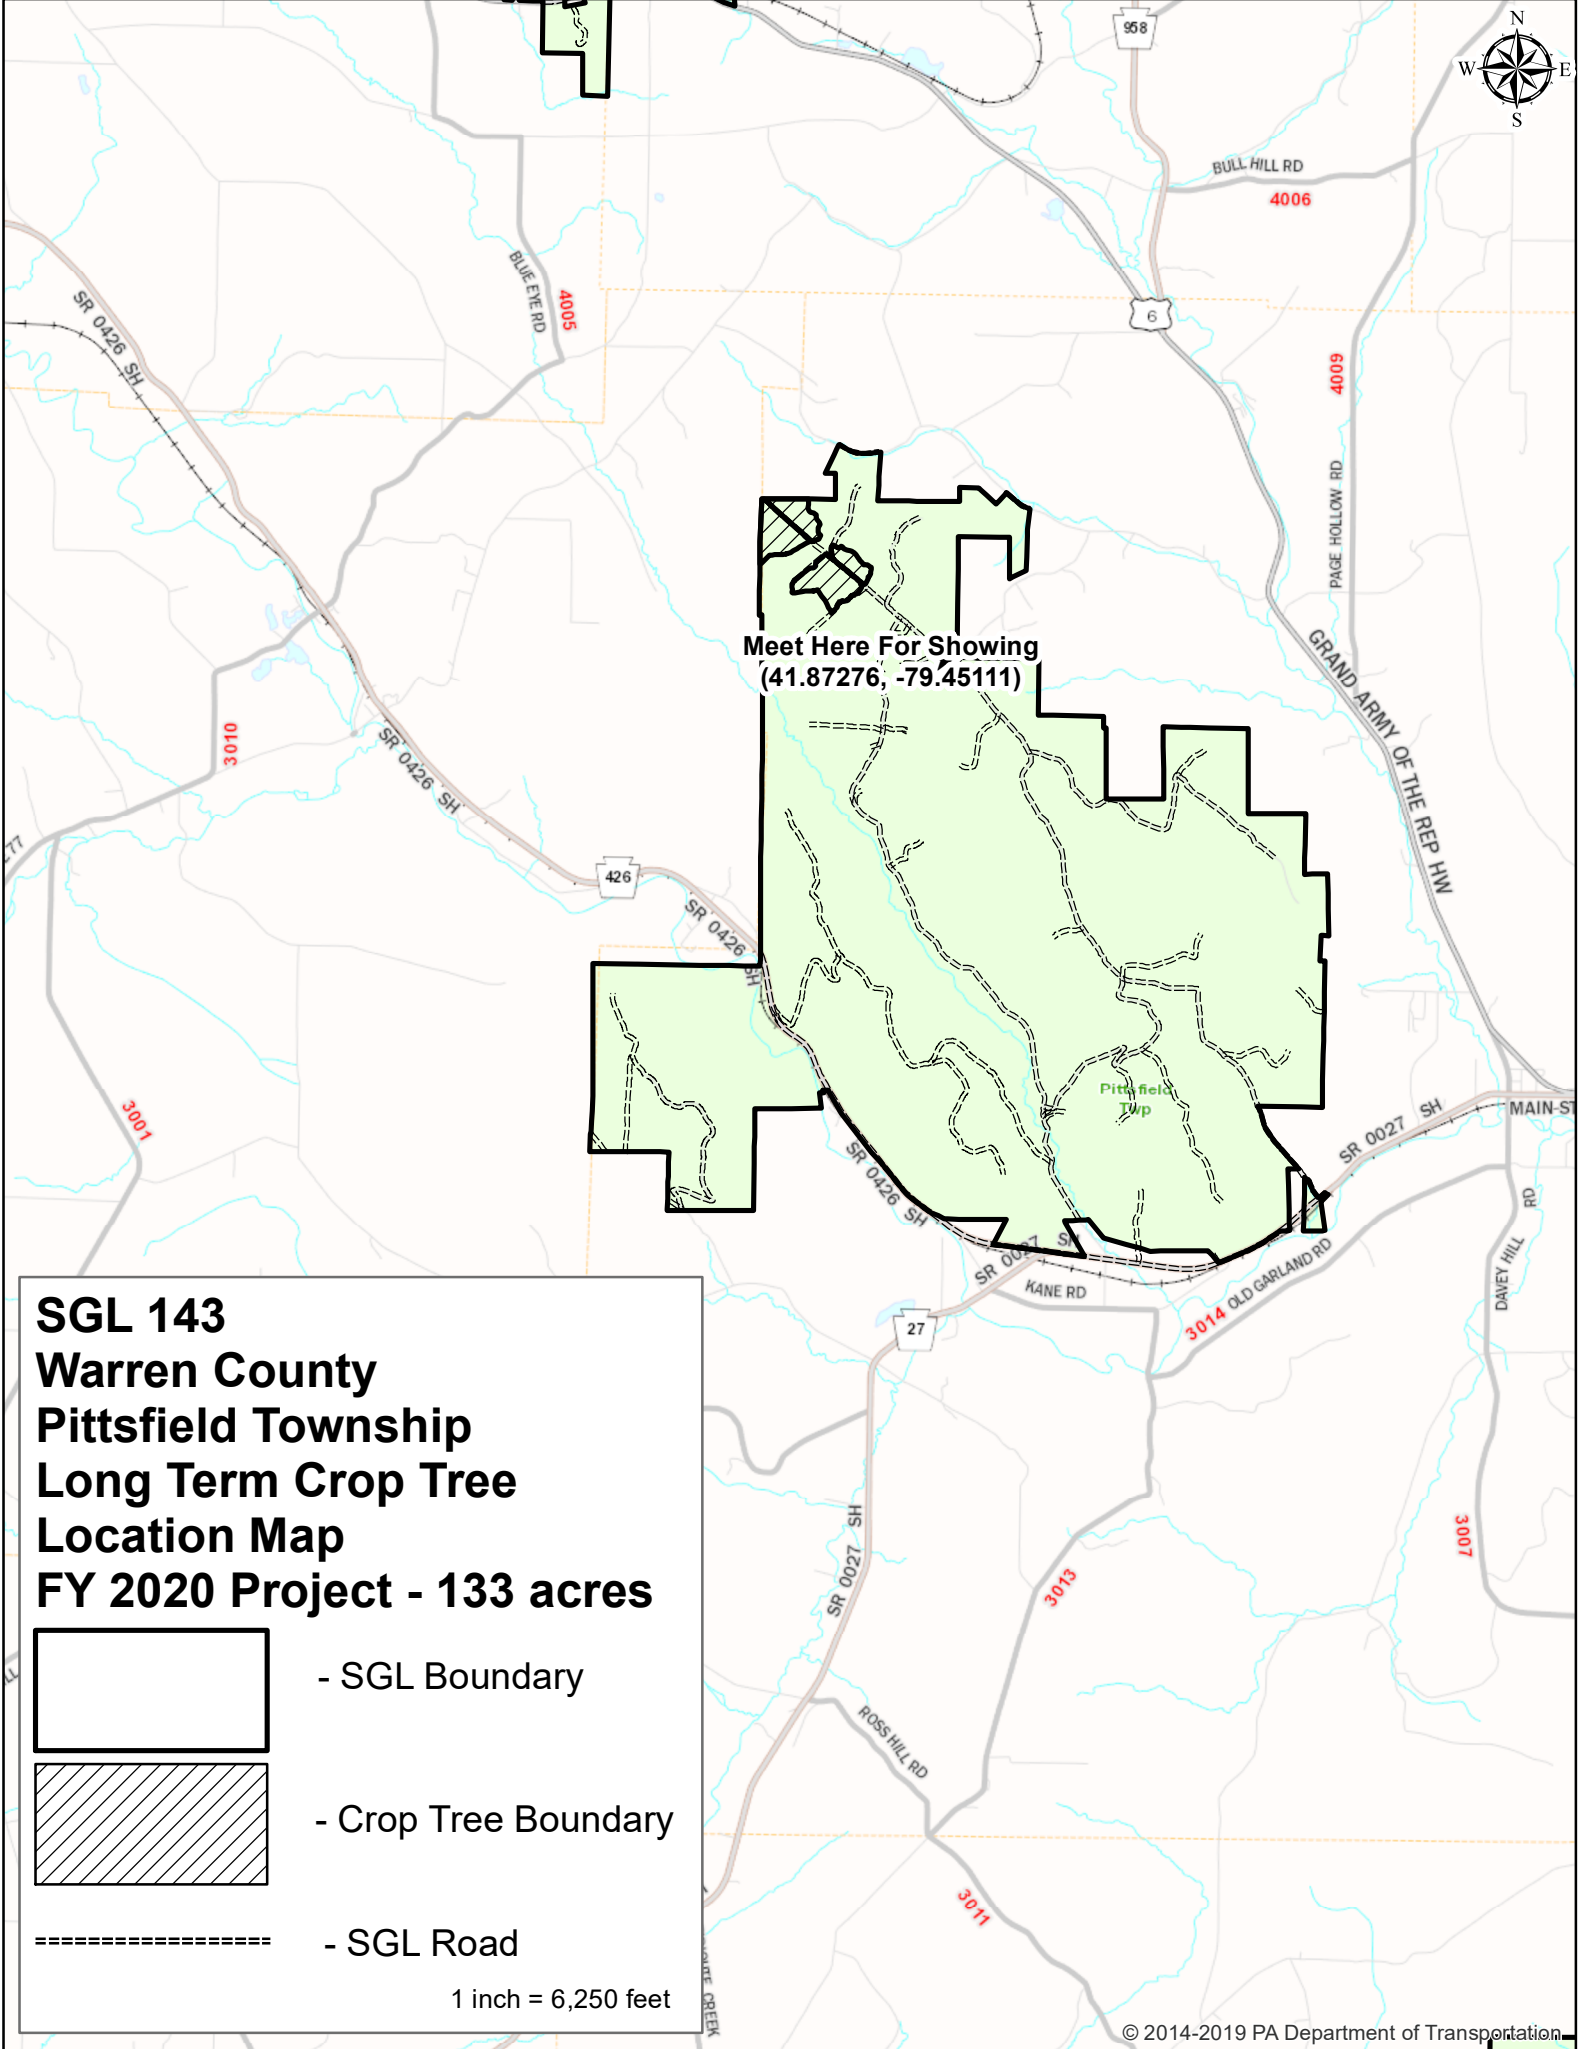 958
N
W
E
S
BULL HILL RD
4006
BLUE EYE RD
4005
SR 0426 SH
6
4009
PAGE HOLLOW RD
Meet Here For Showing
(41.87276, -79.45111)
GRAND ARMY OF THE REP HW
3010
SR 0426 SH
77
426
SR 0426 SH
Pittsfield
Twp
3001
MAIN-ST
SR 0027 SH
SR 0426 SH
SR 0027 SH
KANE RD
3014
OLD GARLAND RD
DAVEY HILL RD
27
SGL 143
Warren County
Pittsfield Township
Long Term Crop Tree
Location Map
FY 2020 Project - 133 acres
- SGL Boundary
- Crop Tree Boundary
- SGL Road
1 inch = 6,250 feet
SR 0027 SH
3007
3013
ROSS HILL RD
3011
CREEK
© 2014-2019 PA Department of Transportation